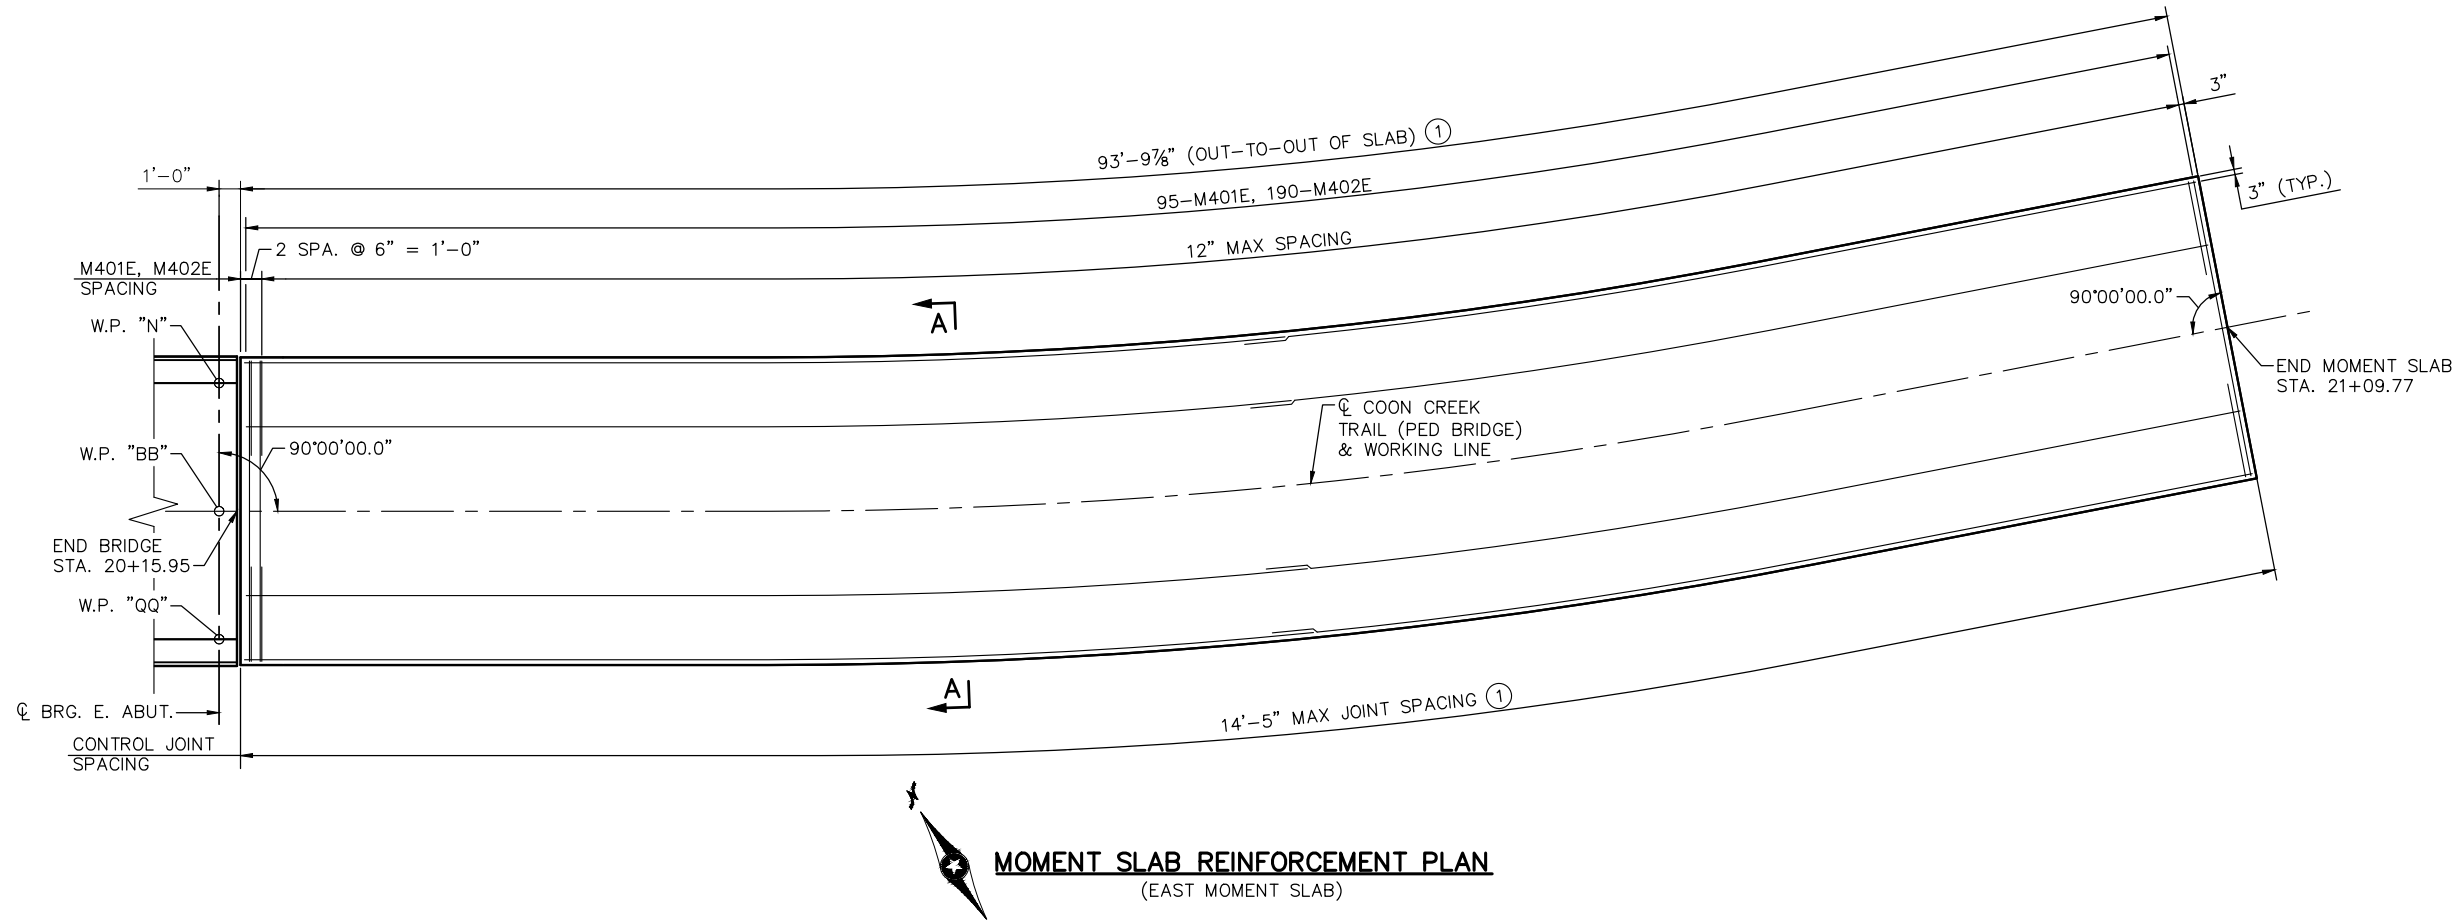 3"
93'-9⅞" (OUT-TO-OUT OF SLAB) 1
1'-0"
95-M401E, 190-M402E
3" (TYP.)
12" MAX SPACING
2 SPA. @ 6" = 1'-0"
M401E, M402E
SPACING
90°00'00.0"
W.P. "N"
A
END MOMENT SLAB
STA. 21+09.77
℄ COON CREEK
TRAIL (PED BRIDGE)
& WORKING LINE
90°00'00.0"
W.P. "BB"
END BRIDGE
STA. 20+15.95
W.P. "QQ"
A
14'-5" MAX JOINT SPACING 1
℄ BRG. E. ABUT.
CONTROL JOINT
SPACING
MOMENT SLAB REINFORCEMENT PLAN
(EAST MOMENT SLAB)